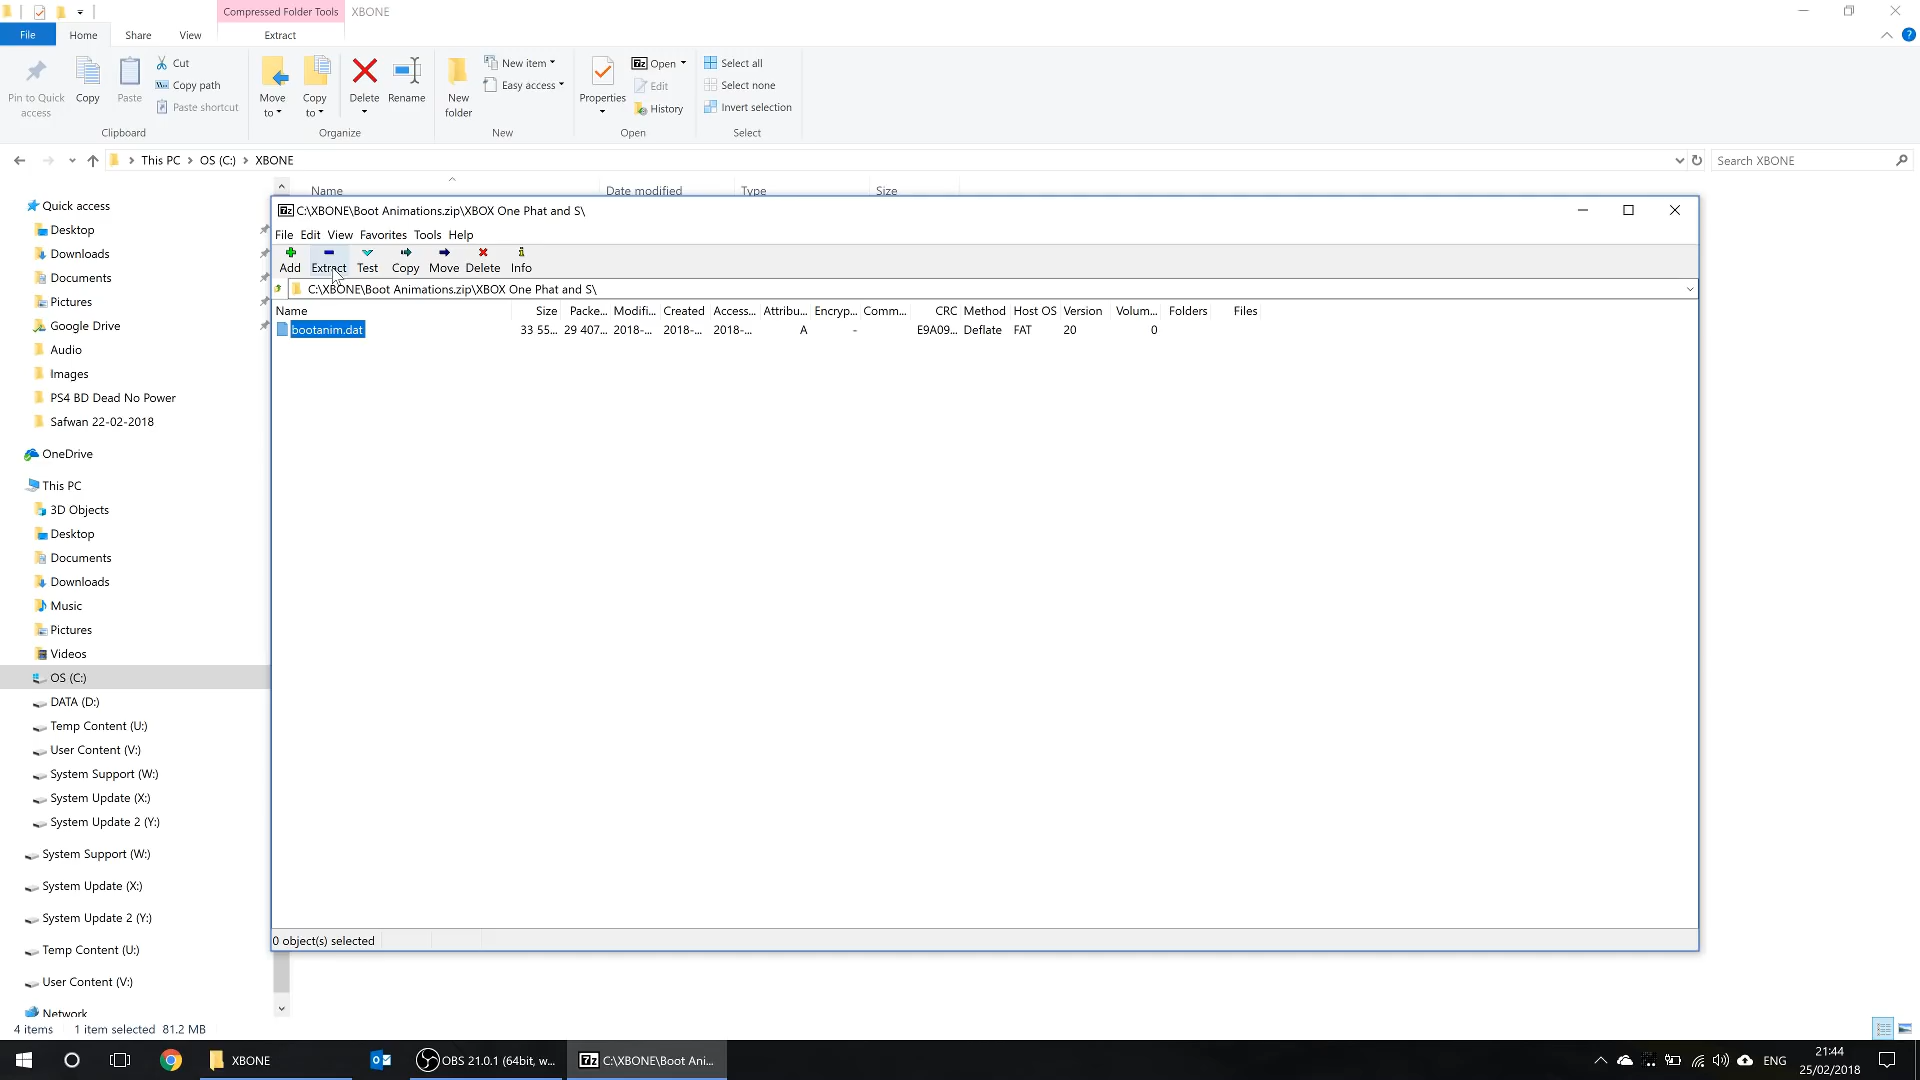 Compressed Folder Tools XBONE
File Home Share View Extract
Pin to Quick access
Copy
Paste
Cut
Copy path
Paste shortcut
Clipboard
Move to
Copy to
Delete
Rename
Organize
New folder
New item
Easy access
New
Properties
Open
Edit
History
Open
Select all
Select none
Invert selection
Select
This PC OS (C:) XBONE
Search XBONE
Name Date modified Type Size
Quick access
Desktop
Downloads
Documents
Pictures
Google Drive
Audio
Images
PS4 BD Dead No Power
Safwan 22-02-2018
OneDrive
This PC
3D Objects
Desktop
Documents
Downloads
Music
Pictures
Videos
OS (C:)
DATA (D:)
Temp Content (U:)
User Content (V:)
System Support (W:)
System Update (X:)
System Update 2 (Y:)
System Support (W:)
System Update (X:)
System Update 2 (Y:)
Temp Content (U:)
User Content (V:)
Network
4 items 1 item selected 81.2 MB
7z C:\XBONE\Boot Animations.zip\XBOX One Phat and S\
File Edit View Favorites Tools Help
Add Extract Test Copy Move Delete Info
C:\XBONE\Boot Animations.zip\XBOX One Phat and S\
Name Size Packe... Modifi... Created Access... Attribu... Encryp... Comm... CRC Method Host OS Version Volum... Folders Files
bootanim.dat 33 55... 29 407... 2018-... 2018-... 2018-... A - E9A09... Deflate FAT 20 0
0 object(s) selected
XBONE
OBS 21.0.1 (64bit, w...
7z C:\XBONE\Boot Ani...
ENG
21:44
25/02/2018